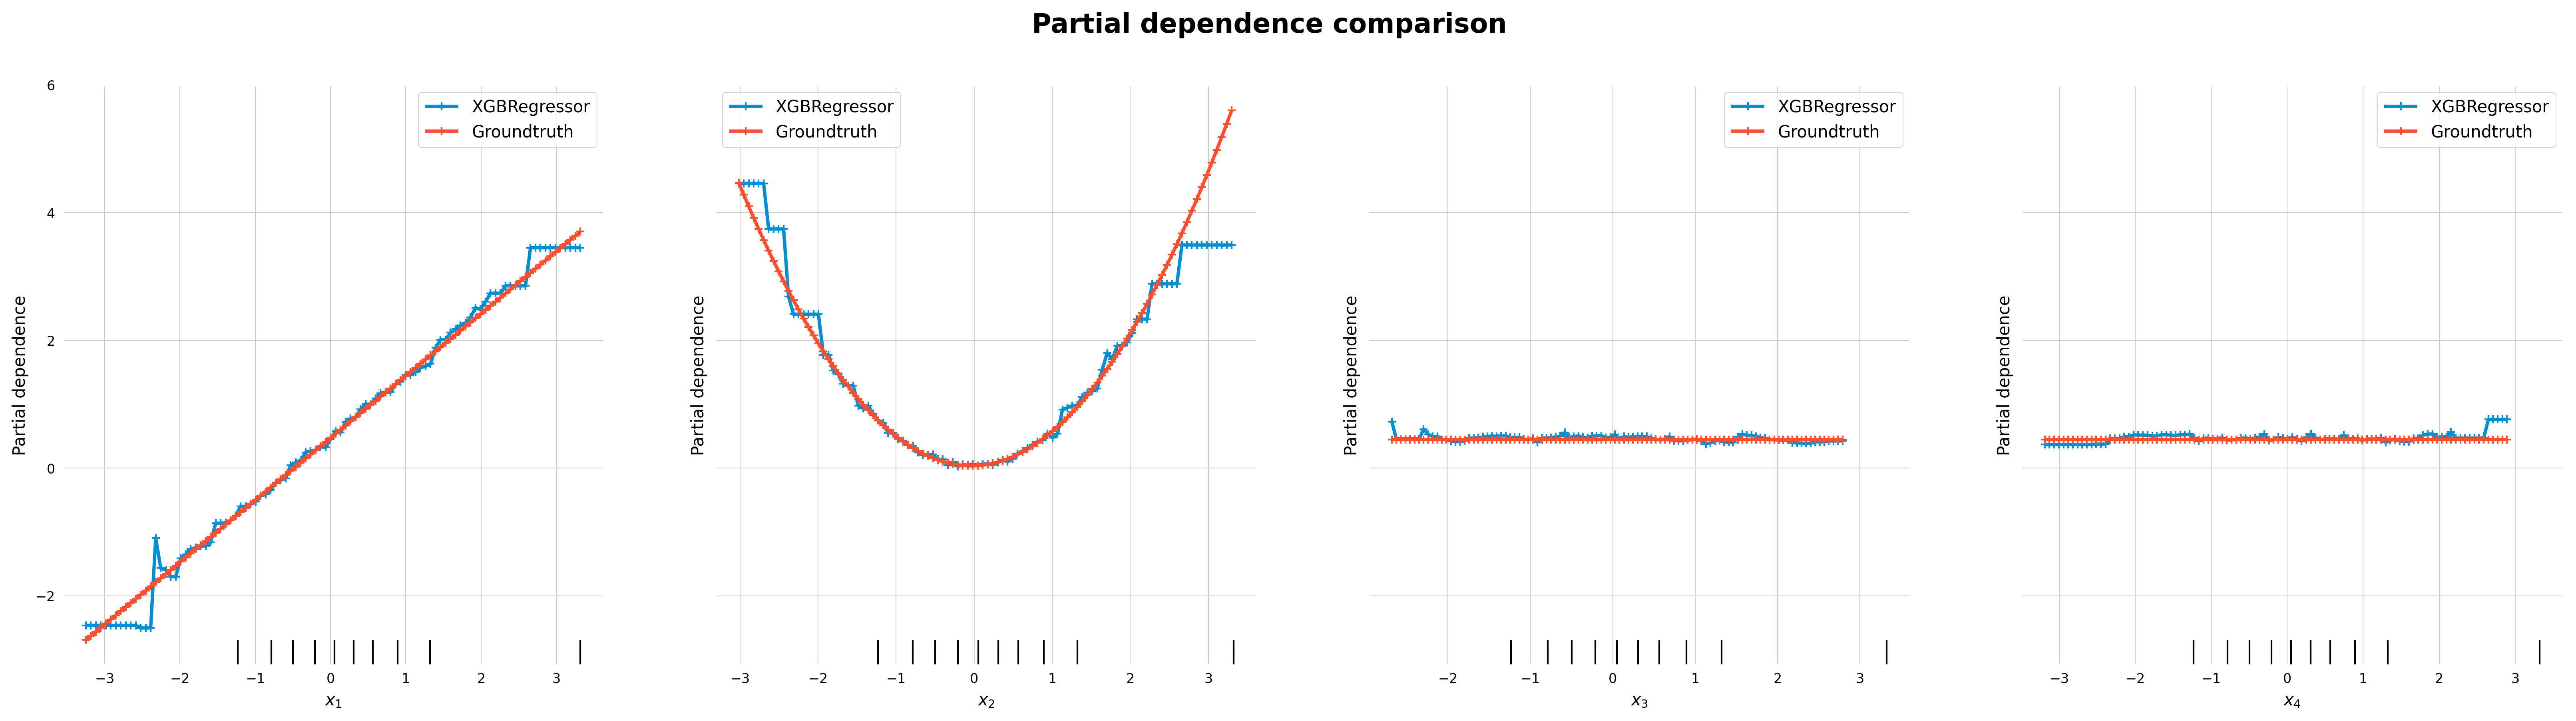 Partial dependence comparison
Partial dependence
6
4
2
0
−2
XGBRegressor
Groundtruth
−3 −2 −1 0 1 2 3
x₁
Partial dependence
XGBRegressor
Groundtruth
−3 −2 −1 0 1 2 3
x₂
Partial dependence
XGBRegressor
Groundtruth
−2 −1 0 1 2 3
x₃
Partial dependence
XGBRegressor
Groundtruth
−3 −2 −1 0 1 2 3
x₄